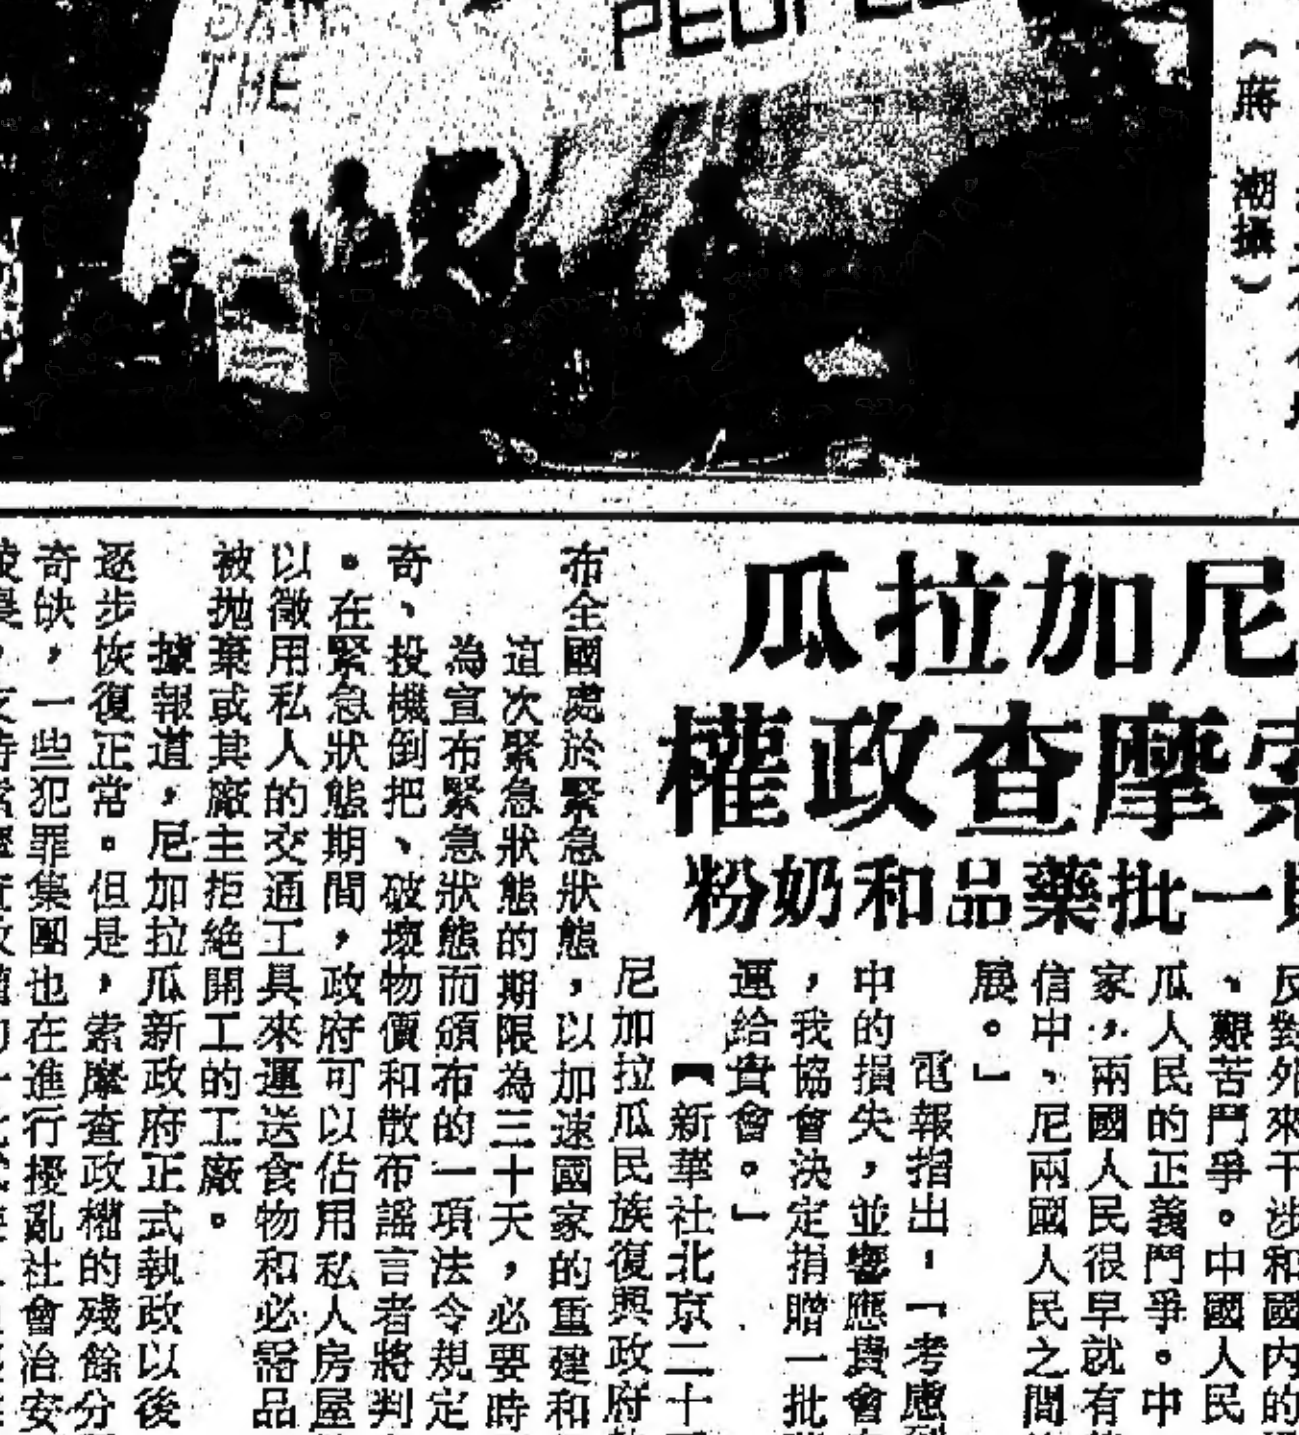 SAVE
THE
PEOPLE
（蔣 潮攝）
尼加拉瓜
索摩查政權
一批藥品和奶粉
反對外來干涉和國内的
、艱苦鬥爭。中國人民
瓜人民的正義鬥爭。中
家，兩國人民很早就有
信中、尼兩國人民之間
展。」
電報指出：「考慮到
中的損失，並響應貴會
，我協會決定捐贈一批
運給貴會。」
【新華社北京二十
尼加拉瓜民族復興政府
布全國處於緊急狀態，以加速國家的重建和
這次緊急狀態的期限為三十天，必要時
為宣布緊急狀態而頒布的一項法令規定
奇、投機倒把、破壞物價和散布謠言者將判
。在緊急狀態期間，政府可以佔用私人房屋
以徵用私人的交通工具來運送食物和必需品
被拋棄或其廠主拒絕開工的工廠。
據報道，尼加拉瓜新政府正式執政以後
逐步恢復正常。但是，索摩查政權的殘餘分
奇缺，一些犯罪集團也在進行擾亂社會治安